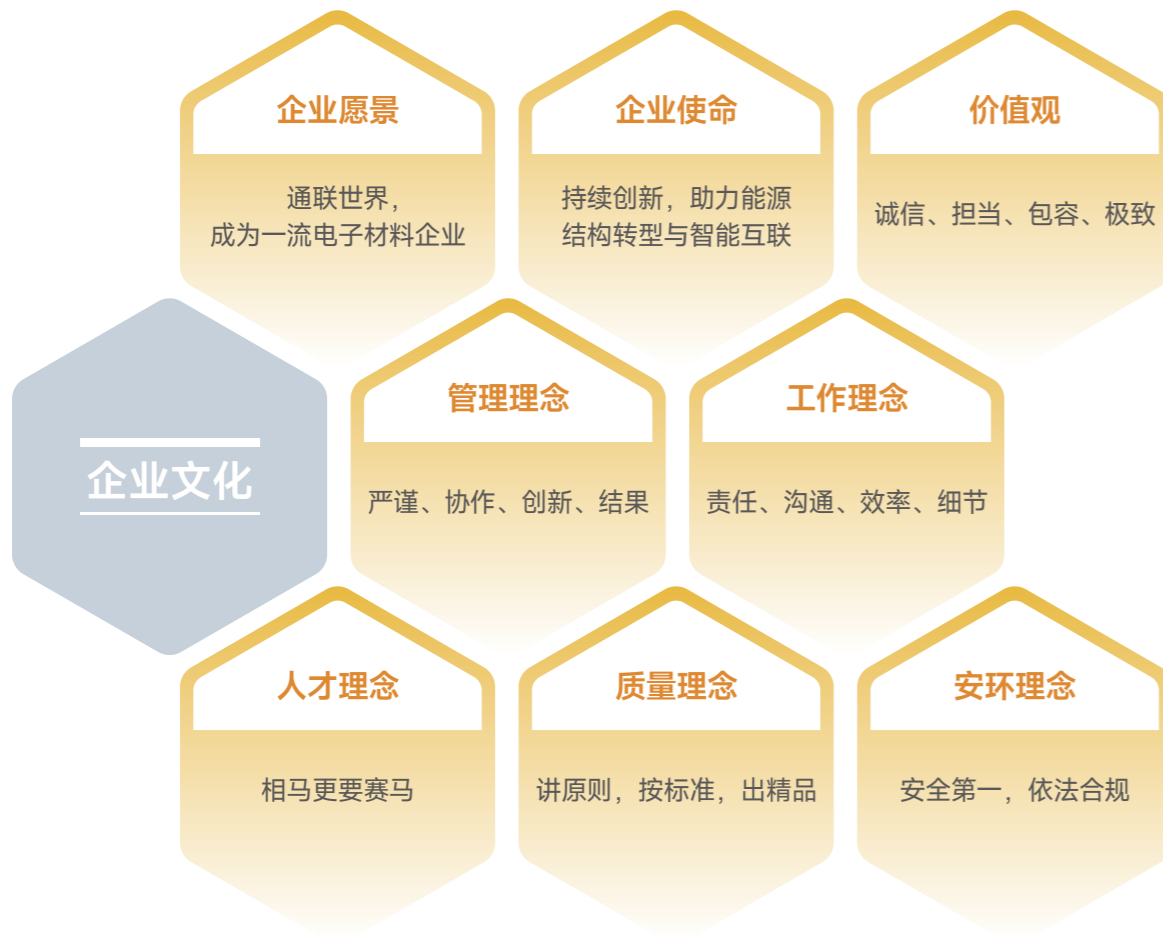 企业愿景
通联世界，
成为一流电子材料企业
企业使命
持续创新，助力能源
结构转型与智能互联
价值观
诚信、担当、包容、极致
企业文化
管理理念
严谨、协作、创新、结果
工作理念
责任、沟通、效率、细节
人才理念
相马更要赛马
质量理念
讲原则，按标准，出精品
安环理念
安全第一，依法合规